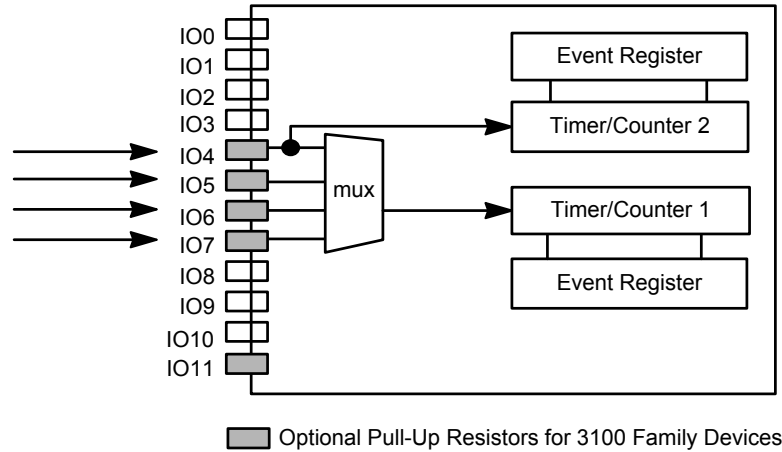 IO0
IO1
IO2
IO3
IO4
IO5
IO6
IO7
IO8
IO9
IO10
IO11
mux
Event Register
Timer/Counter 2
Timer/Counter 1
Event Register
Optional Pull-Up Resistors for 3100 Family Devices